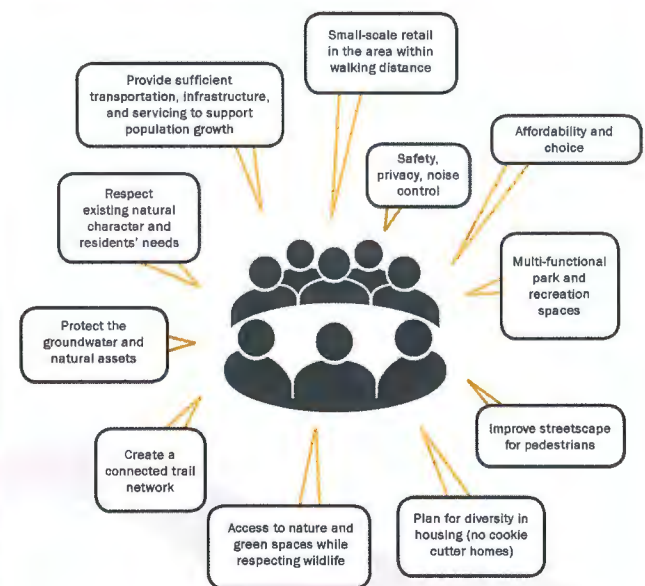 Small-scale retail
in the area within
walking distance
Provide sufficient
transportation, infrastructure,
and servicing to support
population growth
Affordability and
choice
Safety,
privacy, noise
control
Respect
existing natural
character and
residents' needs
Multi-functional
park and
recreation
spaces
Protect the
groundwater and
natural assets
Improve streetscape
for pedestrians
Create a
connected trail
network
Access to nature and
green spaces while
respecting wildlife
Plan for diversity in
housing (no cookie
cutter homes)